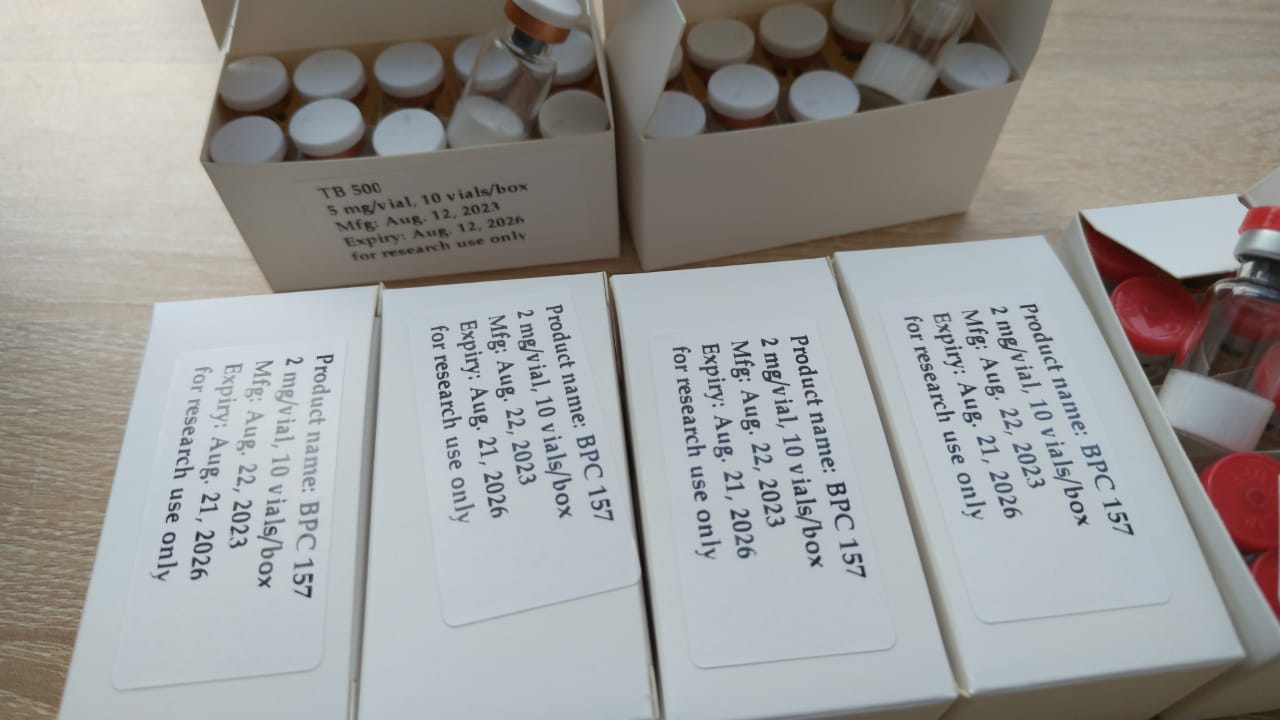 TB 500
5 mg/vial, 10 vials/box
Mfg: Aug. 12, 2023
Expiry: Aug. 12, 2026
for research use only
Product name: BPC 157
2 mg/vial, 10 vials/box
Mfg: Aug. 22, 2023
Expiry: Aug. 21, 2026
for research use only
Product name: BPC 157
2 mg/vial, 10 vials/box
Mfg: Aug. 22, 2023
Expiry: Aug. 21, 2026
for research use only
Product name: BPC 157
2 mg/vial, 10 vials/box
Mfg: Aug. 22, 2023
Expiry: Aug. 21, 2026
for research use only
Product name: BPC 157
2 mg/vial, 10 vials/box
Mfg: Aug. 22, 2023
Expiry: Aug. 21, 2026
for research use only